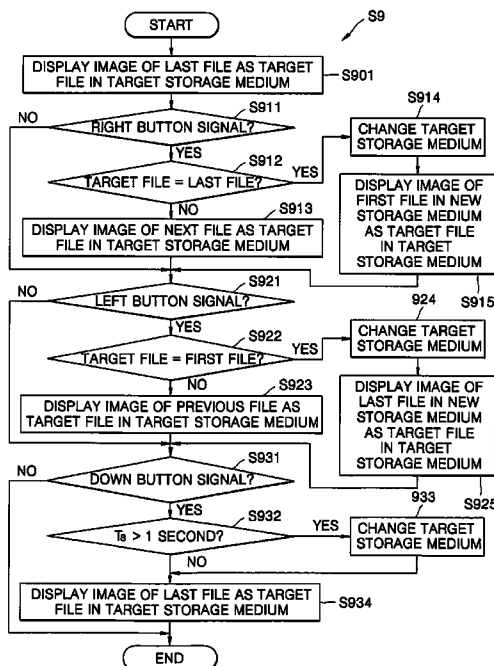 START
S9
DISPLAY IMAGE OF LAST FILE AS TARGET
FILE IN TARGET STORAGE MEDIUM
S901
S911
NO
RIGHT BUTTON SIGNAL?
YES
S912
TARGET FILE = LAST FILE?
YES
NO
S913
DISPLAY IMAGE OF NEXT FILE AS TARGET
FILE IN TARGET STORAGE MEDIUM
S914
CHANGE TARGET
STORAGE MEDIUM
DISPLAY IMAGE OF
FIRST FILE IN NEW
STORAGE MEDIUM
AS TARGET FILE
IN TARGET
STORAGE MEDIUM
S915
S921
NO
LEFT BUTTON SIGNAL?
YES
S922
TARGET FILE = FIRST FILE?
YES
NO
S923
DISPLAY IMAGE OF PREVIOUS FILE AS
TARGET FILE IN TARGET STORAGE MEDIUM
924
CHANGE TARGET
STORAGE MEDIUM
DISPLAY IMAGE OF
LAST FILE IN NEW
STORAGE MEDIUM
AS TARGET FILE
IN TARGET
STORAGE MEDIUM
S925
S931
NO
DOWN BUTTON SIGNAL?
YES
S932
Ts > 1 SECOND?
YES
NO
933
CHANGE TARGET
STORAGE MEDIUM
DISPLAY IMAGE OF LAST FILE AS TARGET
FILE IN TARGET STORAGE MEDIUM
S934
END